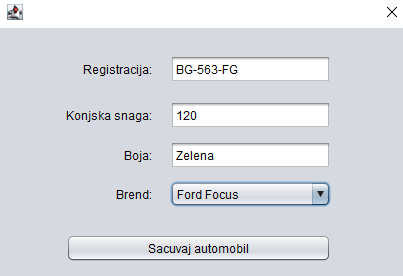 Registracija: BG-563-FG
Konjska snaga: 120
Boja: Zelena
Brend: Ford Focus
Sacuvaj automobil